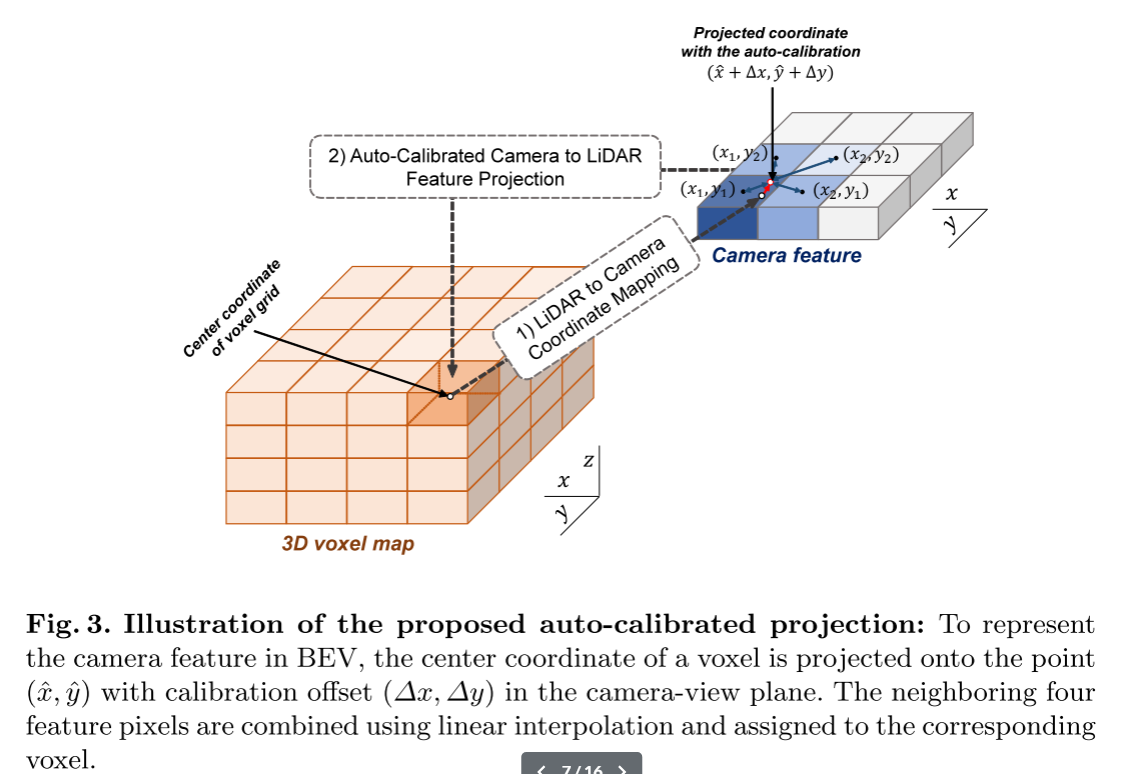 Projected coordinate
with the auto-calibration
(x̂ + Δx, ŷ + Δy)
2) Auto-Calibrated Camera to LiDAR
Feature Projection
(x₁, y₂)
(x₂, y₂)
(x₁, y₁)
(x₂, y₁)
x
y
Camera feature
1) LiDAR to Camera
Coordinate Mapping
Center coordinate
of voxel grid
z
x
y
3D voxel map
Fig. 3. Illustration of the proposed auto-calibrated projection: To represent
the camera feature in BEV, the center coordinate of a voxel is projected onto the point
(x̂, ŷ) with calibration offset (Δx, Δy) in the camera-view plane. The neighboring four
feature pixels are combined using linear interpolation and assigned to the corresponding
voxel.
7/16